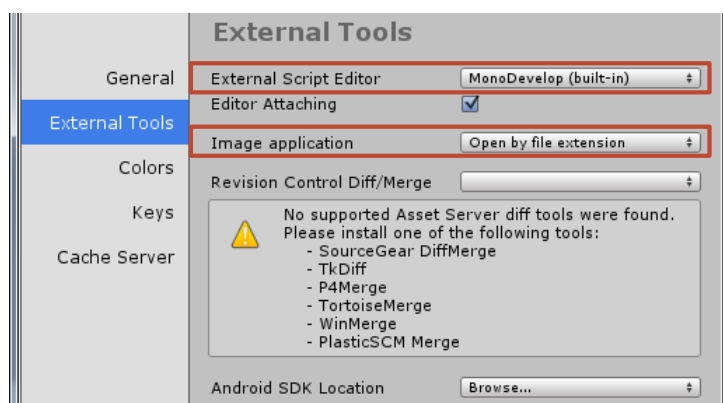 External Tools
General
External Tools
Colors
Keys
Cache Server
External Script Editor MonoDevelop (built-in)
Editor Attaching
Image application Open by file extension
Revision Control Diff/Merge
No supported Asset Server diff tools were found.
Please install one of the following tools:
- SourceGear DiffMerge
- TkDiff
- P4Merge
- TortoiseMerge
- WinMerge
- PlasticSCM Merge
Android SDK Location Browse...